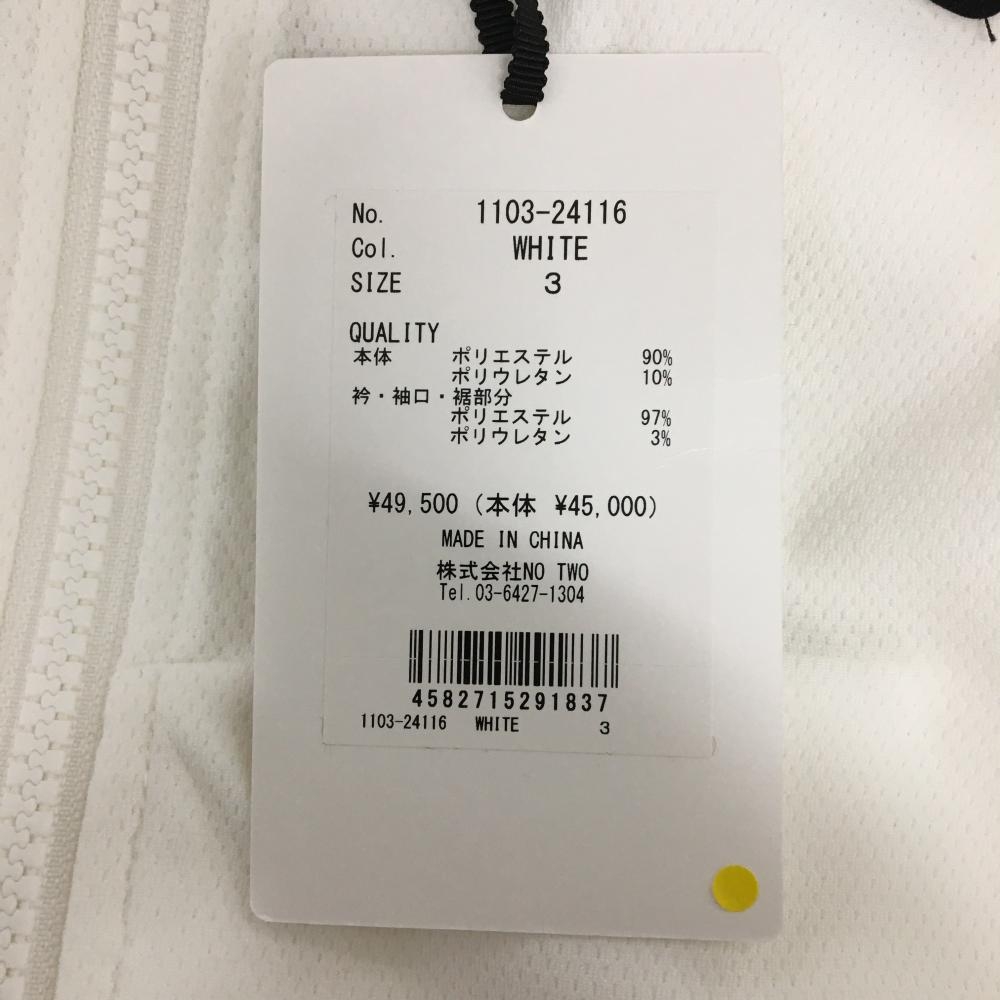 No. 1103-24116
Col. WHITE
SIZE 3
QUALITY
本体 ポリエステル 90%
ポリウレタン 10%
衿・袖口・裾部分
ポリエステル 97%
ポリウレタン 3%
¥49,500 (本体 ¥45,000)
MADE IN CHINA
株式会社NO TWO
Tel.03-6427-1304
4582715291837
1103-24116 WHITE 3